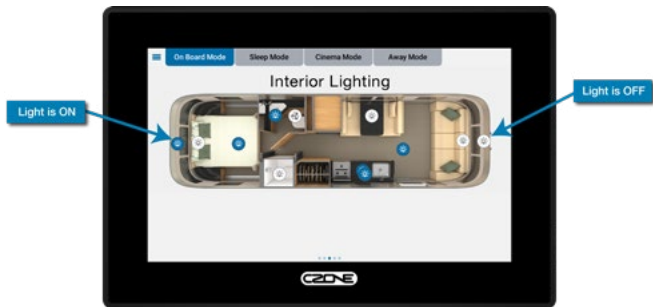 On Board Mode Sleep Mode Cinema Mode Away Mode
Interior Lighting
Light is ON
Light is OFF
CZONE